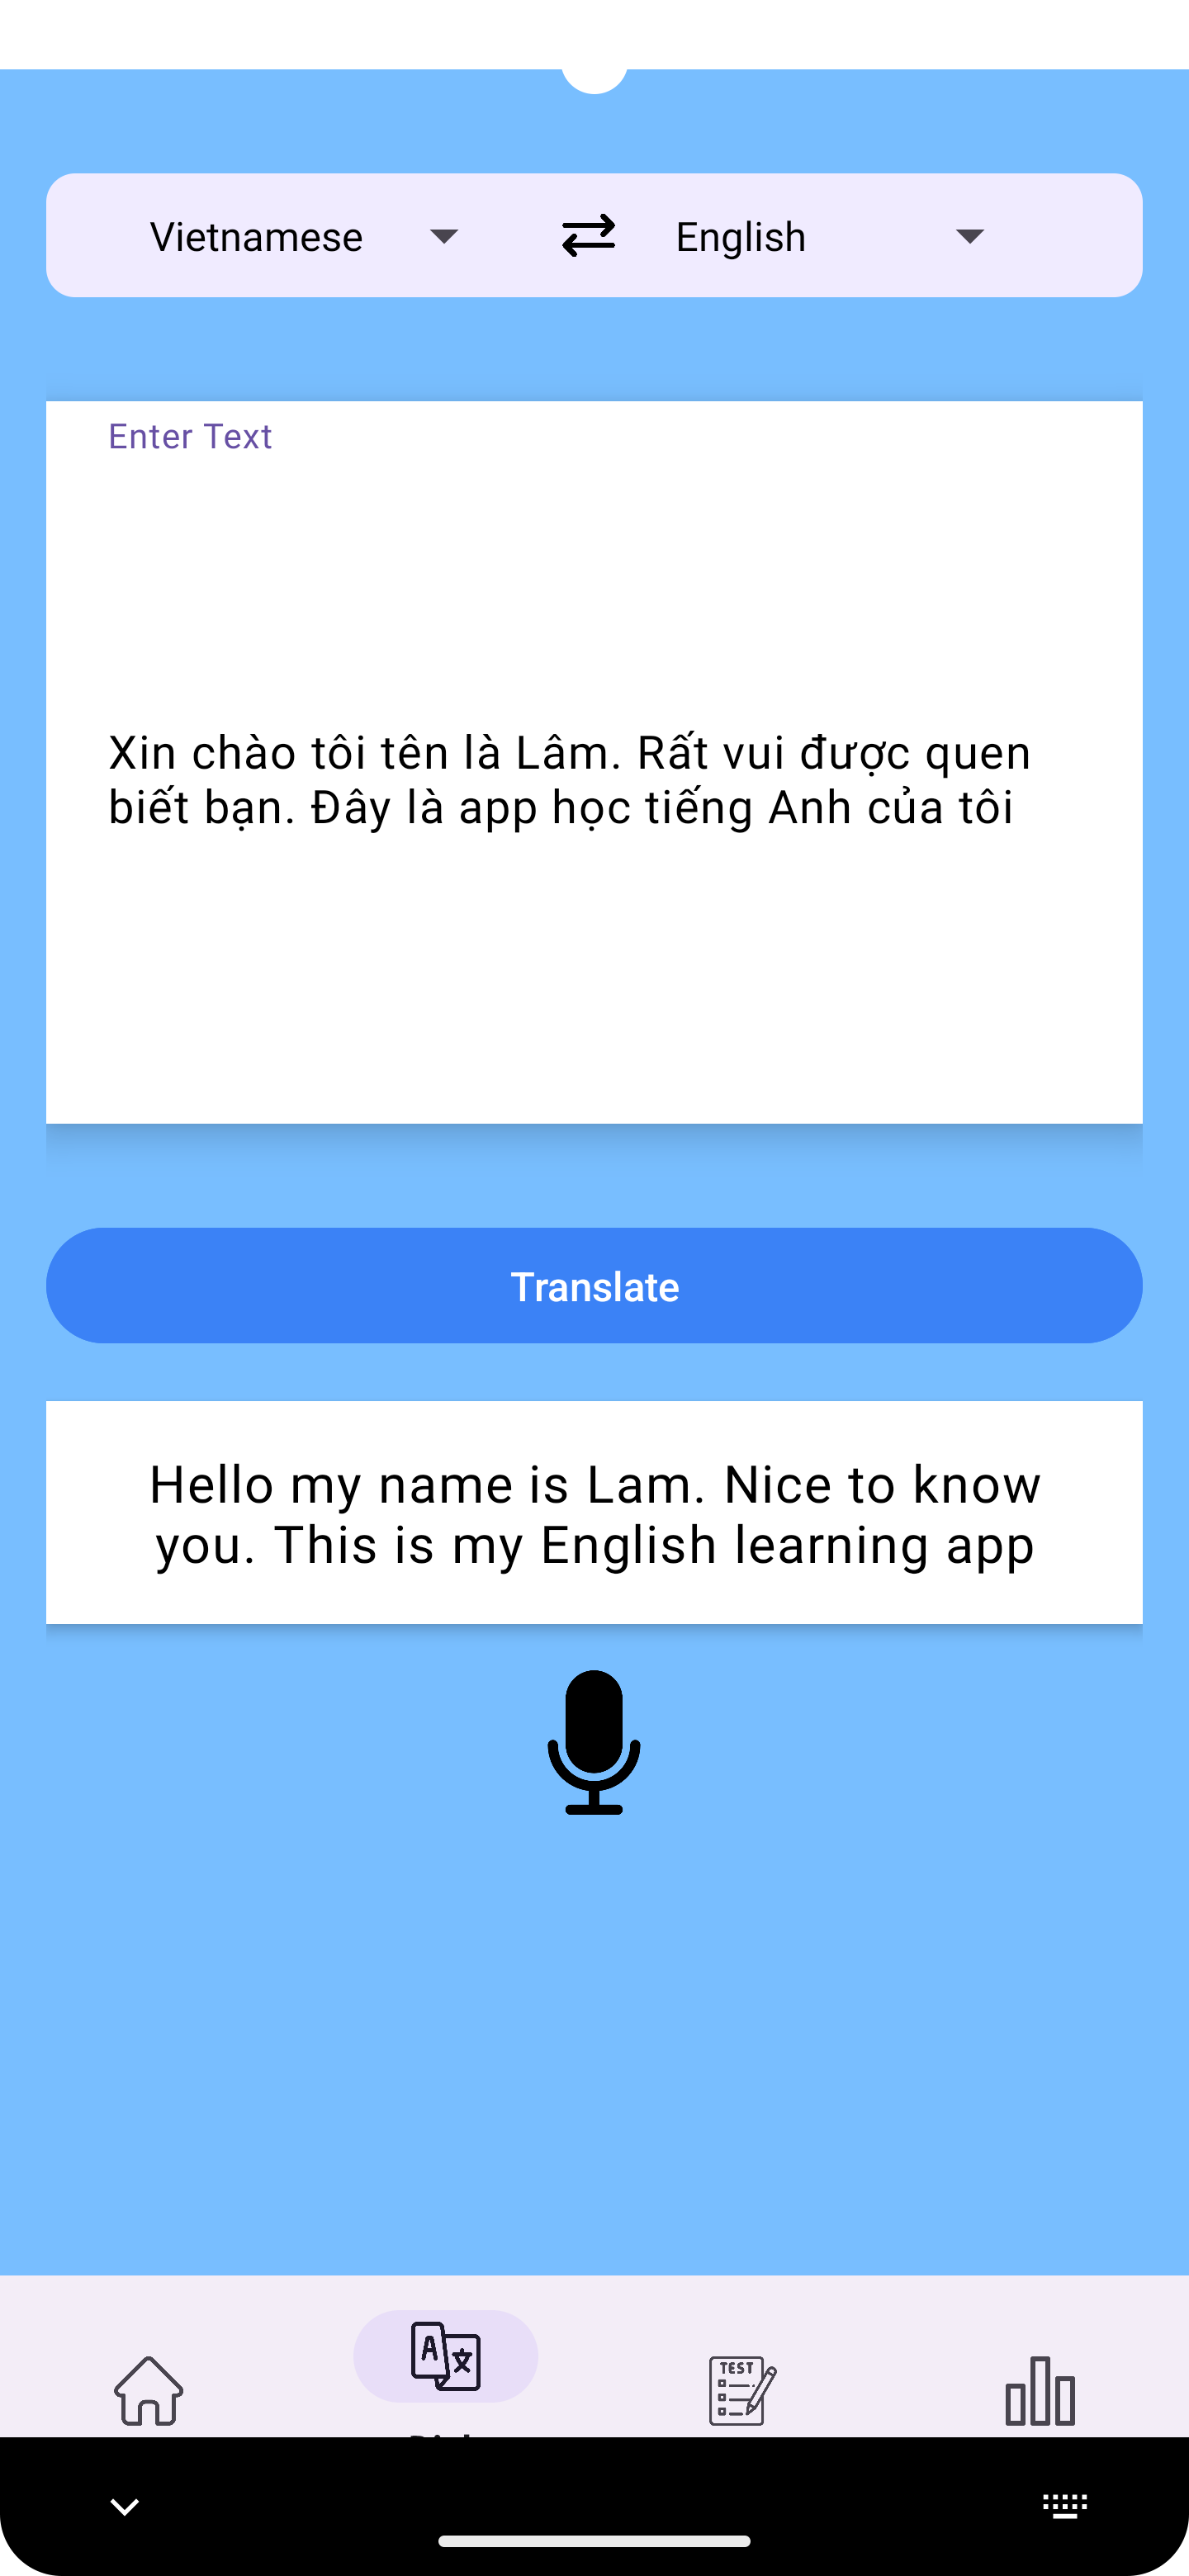 Vietnamese
English
Enter Text
Xin chào tôi tên là Lâm. Rất vui được quen
biết bạn. Đây là app học tiếng Anh của tôi
Translate
Hello my name is Lam. Nice to know
you. This is my English learning app
A 文
TEST